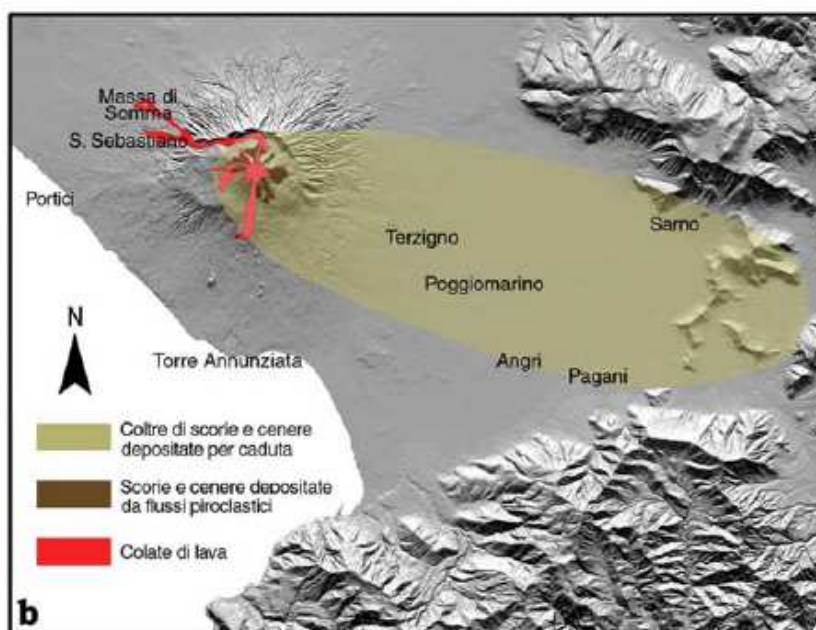 Massa di
Somma
S. Sebastiano
Portici
Sarno
Terzigno
Poggiomarino
N
Torre Annunziata
Angri
Pagani
Coltre di scorie e cenere
depositate per caduta
Scorie e cenere depositate
da flussi piroclastici
Colate di lava
b